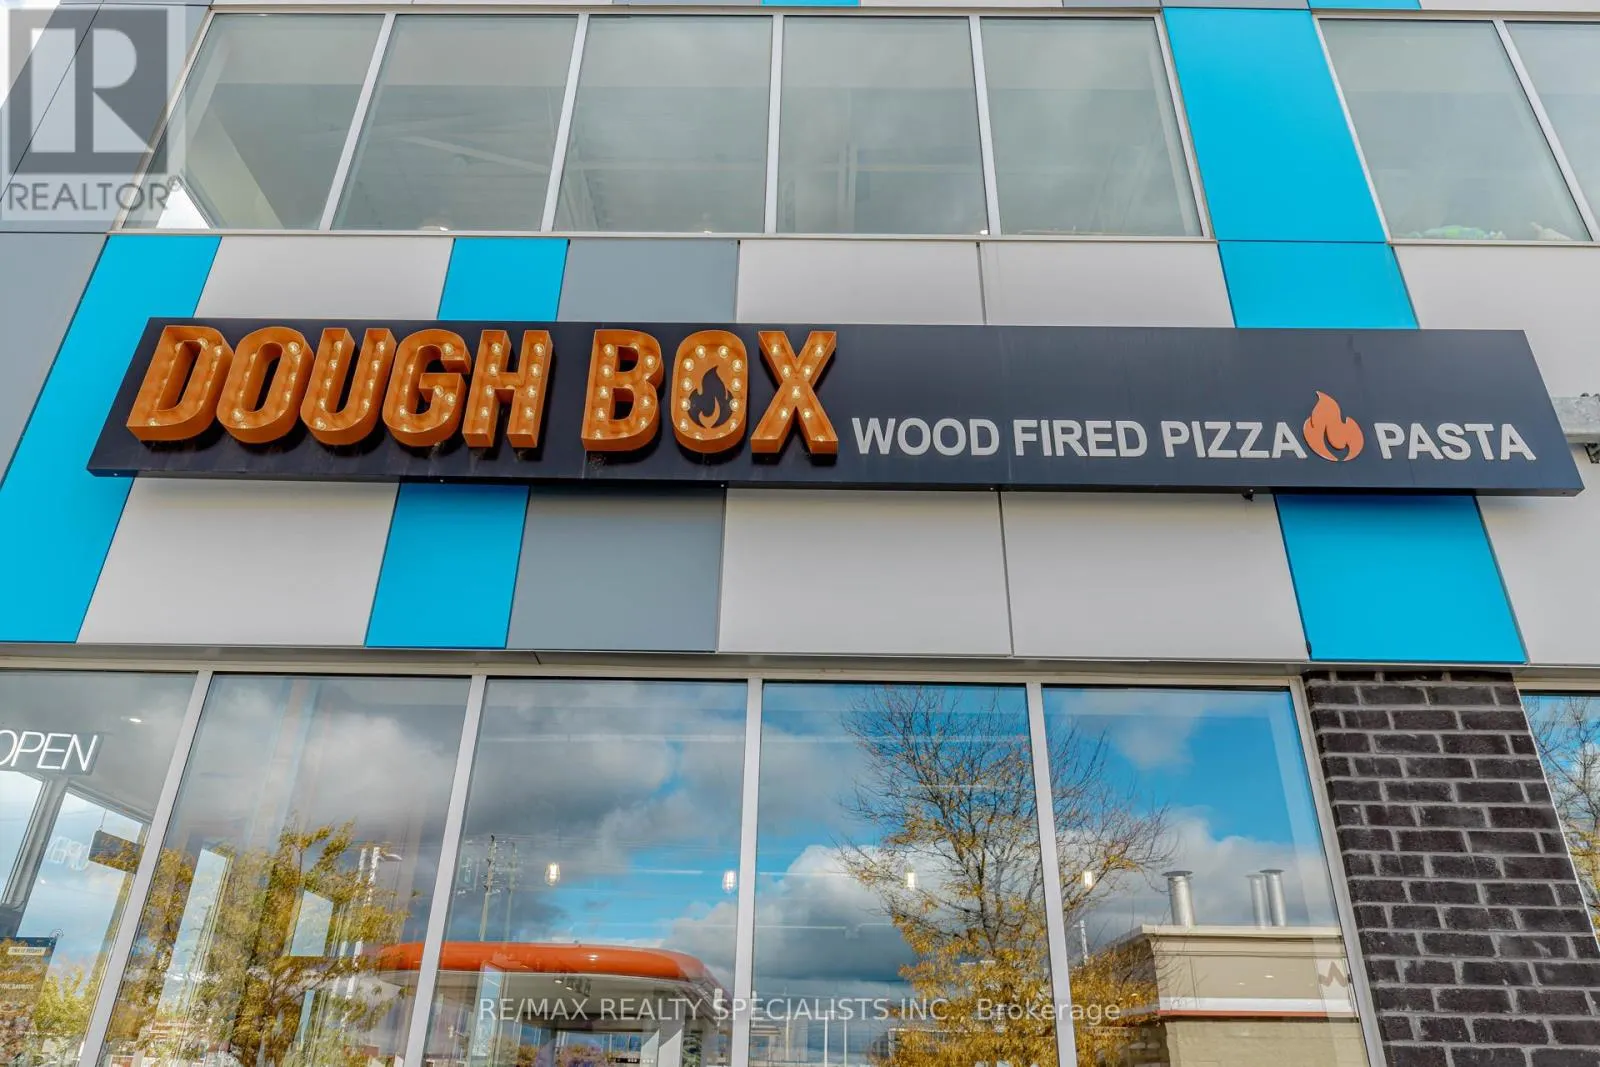 R
REALTOR®
DOUGH BOX WOOD FIRED PIZZA PASTA
OPEN
RE/MAX REALTY SPECIALISTS INC., Brokerage